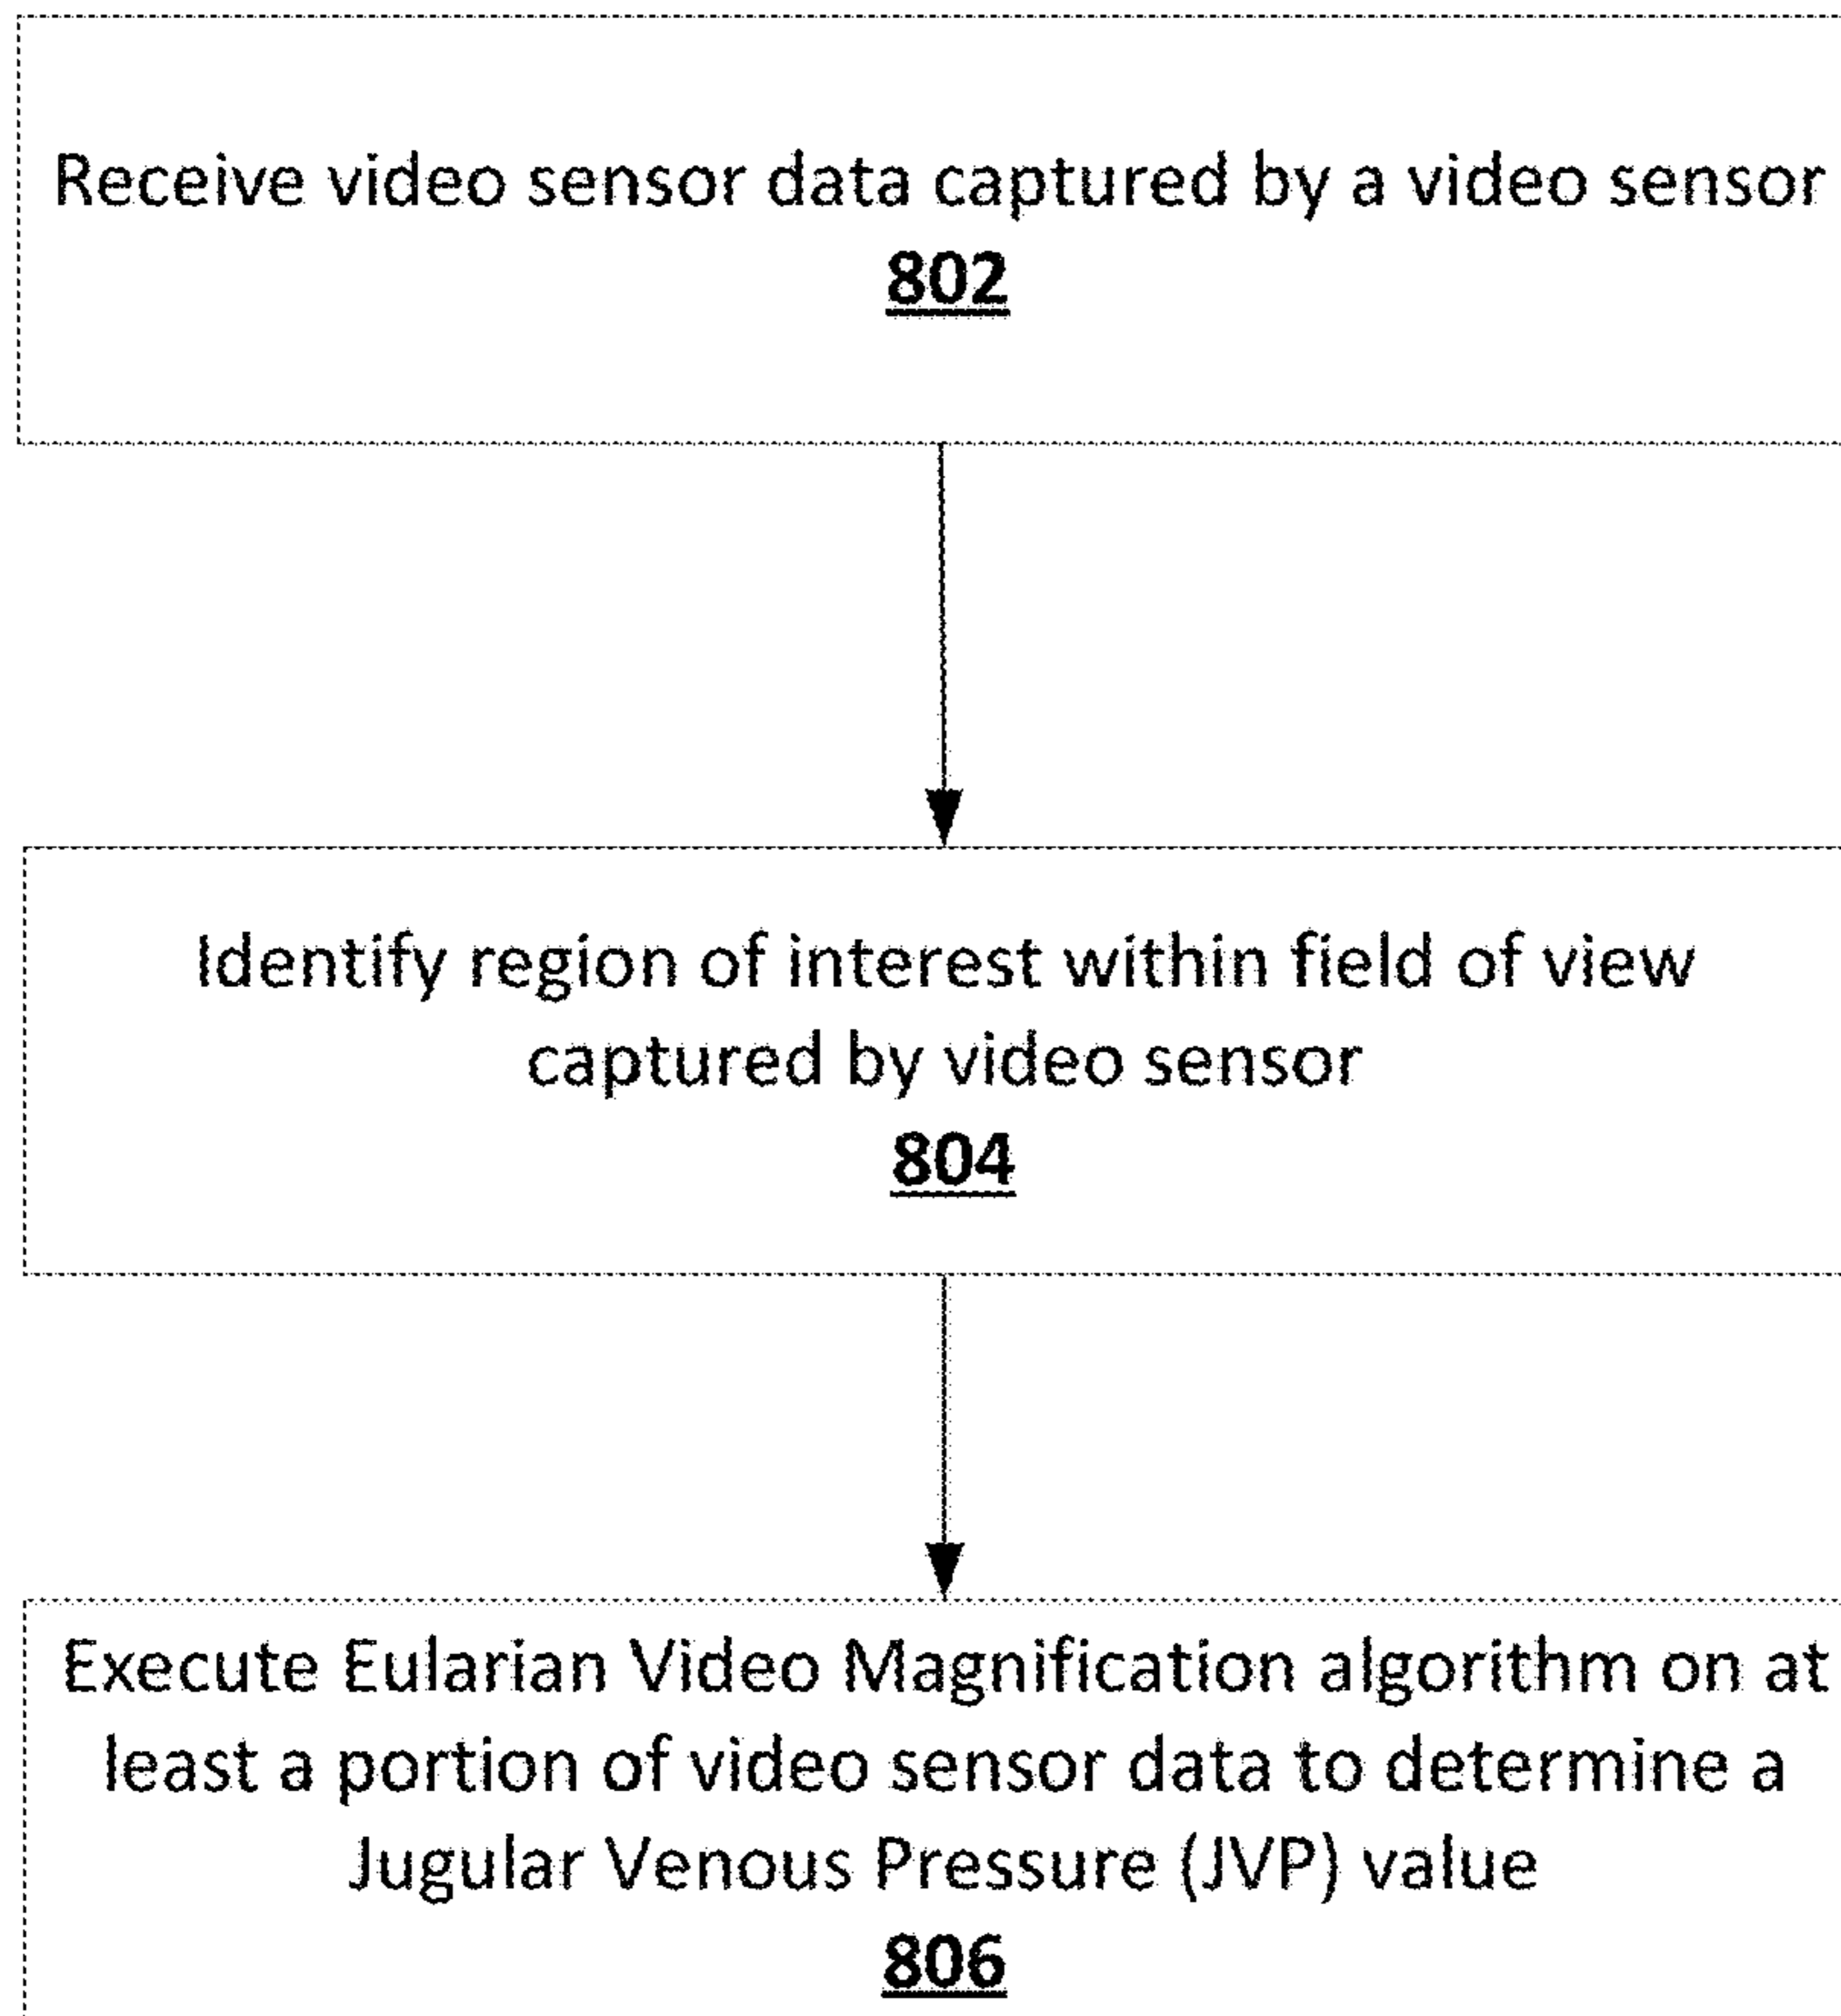 Receive video sensor data captured by a video sensor
802
Identify region of interest within field of view
captured by video sensor
804
Execute Eularian Video Magnification algorithm on at
least a portion of video sensor data to determine a
Jugular Venous Pressure (JVP) value
806